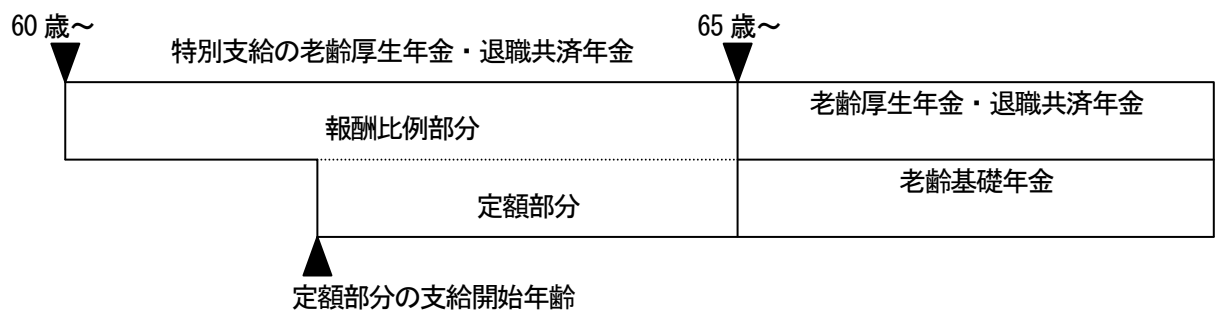 60 歳～
65 歳～
特別支給の老齢厚生年金・退職共済年金
老齢厚生年金・退職共済年金
報酬比例部分
老齢基礎年金
定額部分
定額部分の支給開始年齢